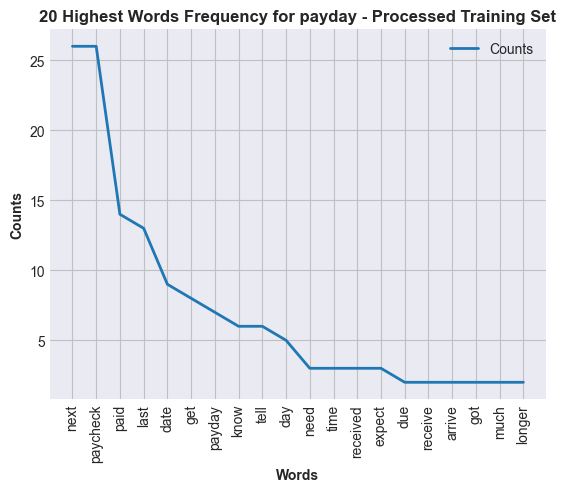 20 Highest Words Frequency for payday - Processed Training Set
Counts
25
20
15
10
5
Counts
next
paycheck
paid
last
date
get
payday
know
tell
day
need
time
received
expect
due
receive
arrive
got
much
longer
Words